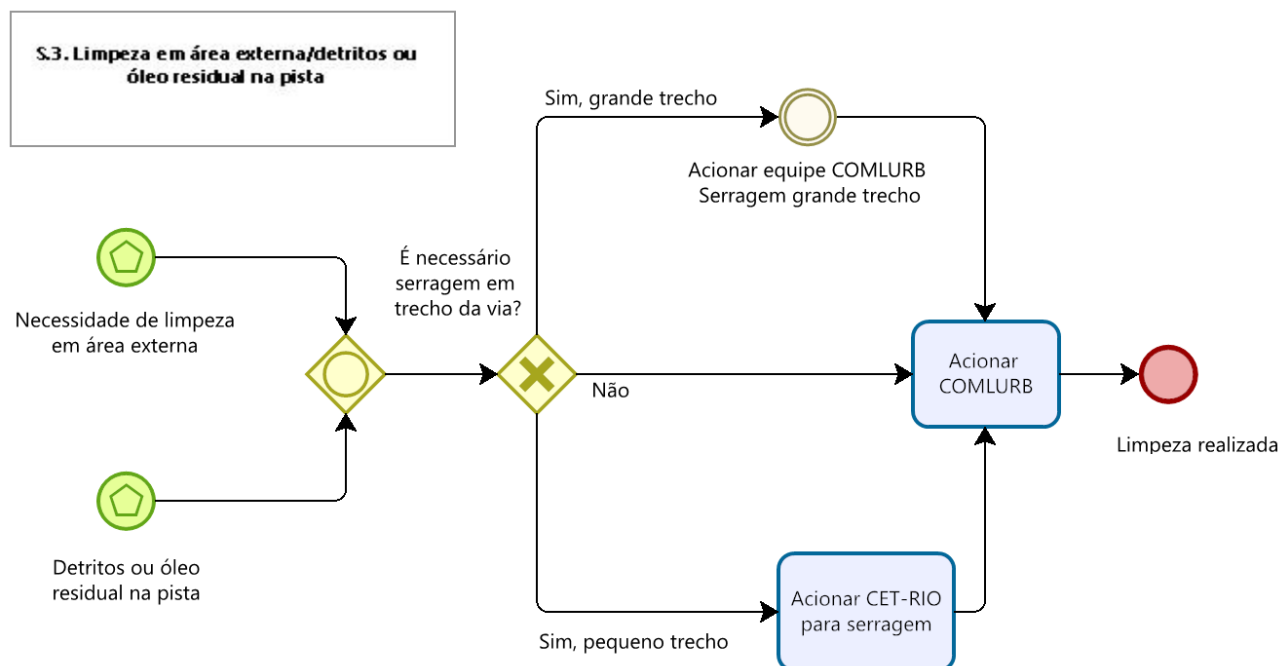 S.3. Limpeza em área externa/detritos ou
óleo residual na pista
Sim, grande trecho
Acionar equipe COMLURB
Serragem grande trecho
É necessário
serragem em
trecho da via?
Necessidade de limpeza
em área externa
Não
Acionar
COMLURB
Limpeza realizada
Detritos ou óleo
residual na pista
Sim, pequeno trecho
Acionar CET-RIO
para serragem